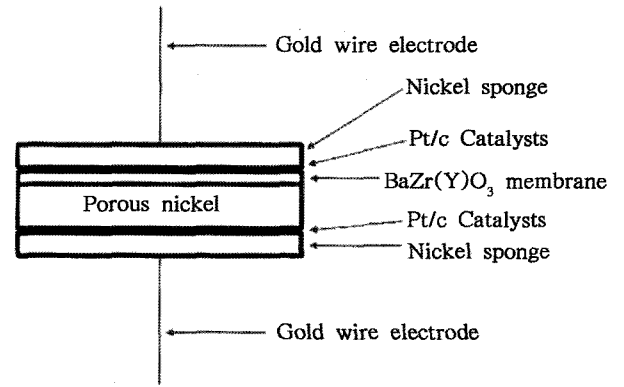 Gold wire electrode
Nickel sponge
Pt/c Catalysts
BaZr(Y)O₃ membrane
Porous nickel
Pt/c Catalysts
Nickel sponge
Gold wire electrode